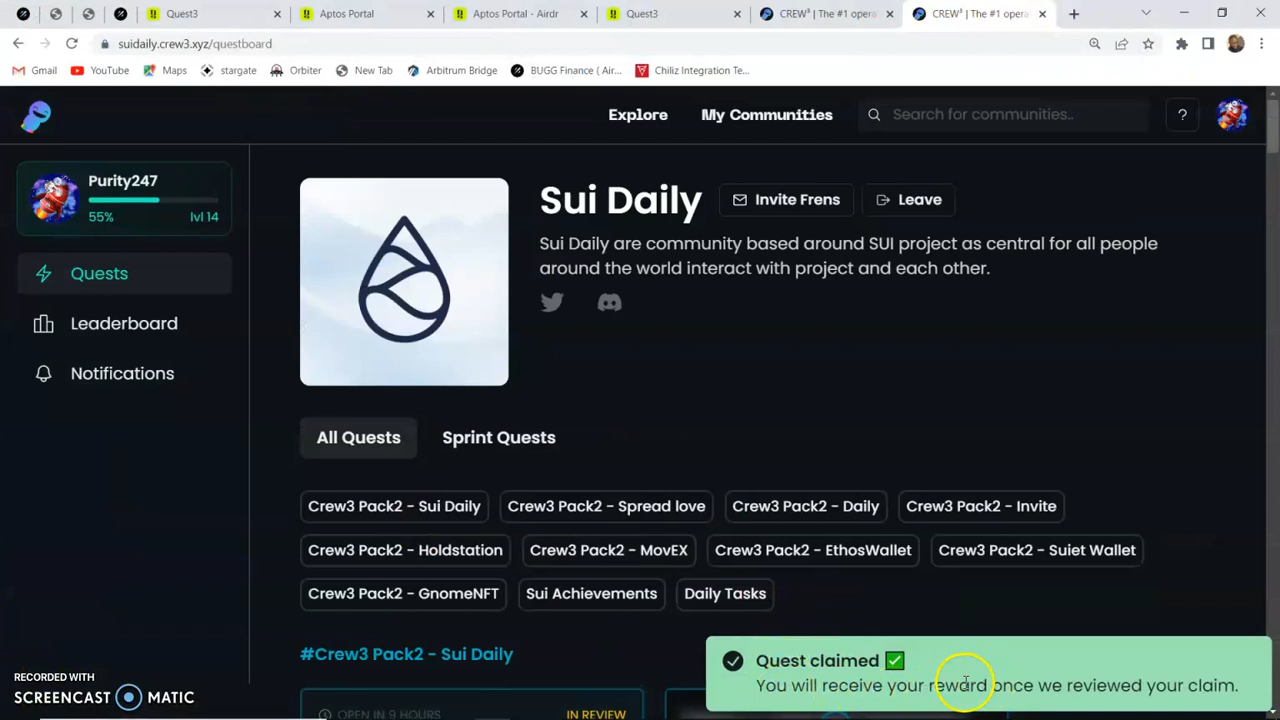 Quest3
Aptos Portal
Aptos Portal - Airdr
Quest3
CREW³ | The #1 opera
CREW³ | The #1 opera
suidaily.crew3.xyz/questboard
Gmail
YouTube
Maps
stargate
Orbiter
New Tab
Arbitrum Bridge
BUGG Finance ( Air...
Chiliz Integration Te...
Explore
My Communities
Search for communities..
?
Purity247
55%
lvl 14
Quests
Leaderboard
Notifications
Sui Daily
Invite Frens
Leave
Sui Daily are community based around SUI project as central for all people
around the world interact with project and each other.
All Quests
Sprint Quests
Crew3 Pack2 - Sui Daily
Crew3 Pack2 - Spread love
Crew3 Pack2 - Daily
Crew3 Pack2 - Invite
Crew3 Pack2 - Holdstation
Crew3 Pack2 - MovEX
Crew3 Pack2 - EthosWallet
Crew3 Pack2 - Suiet Wallet
Crew3 Pack2 - GnomeNFT
Sui Achievements
Daily Tasks
#Crew3 Pack2 - Sui Daily
OPEN IN 9 HOURS
IN REVIEW
Quest claimed ✅
You will receive your reward once we reviewed your claim.
RECORDED WITH
SCREENCAST MATIC